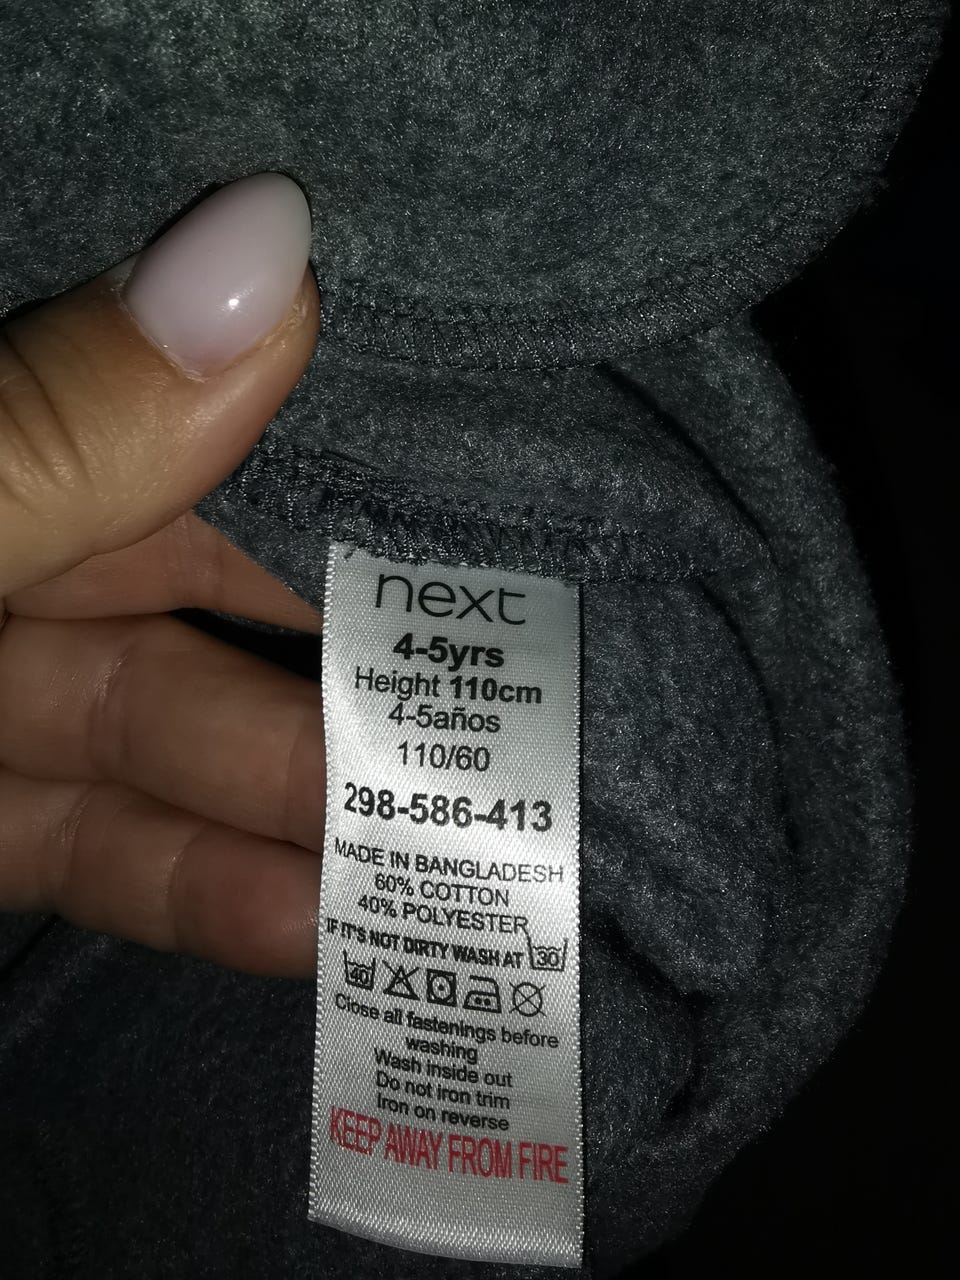 next
4-5yrs
Height 110cm
4-5años
110/60
298-586-413
MADE IN BANGLADESH
60% COTTON
40% POLYESTER
IF IT'S NOT DIRTY WASH AT 30
40
Close all fastenings before
washing
Wash inside out
Do not iron trim
Iron on reverse
KEEP AWAY FROM FIRE